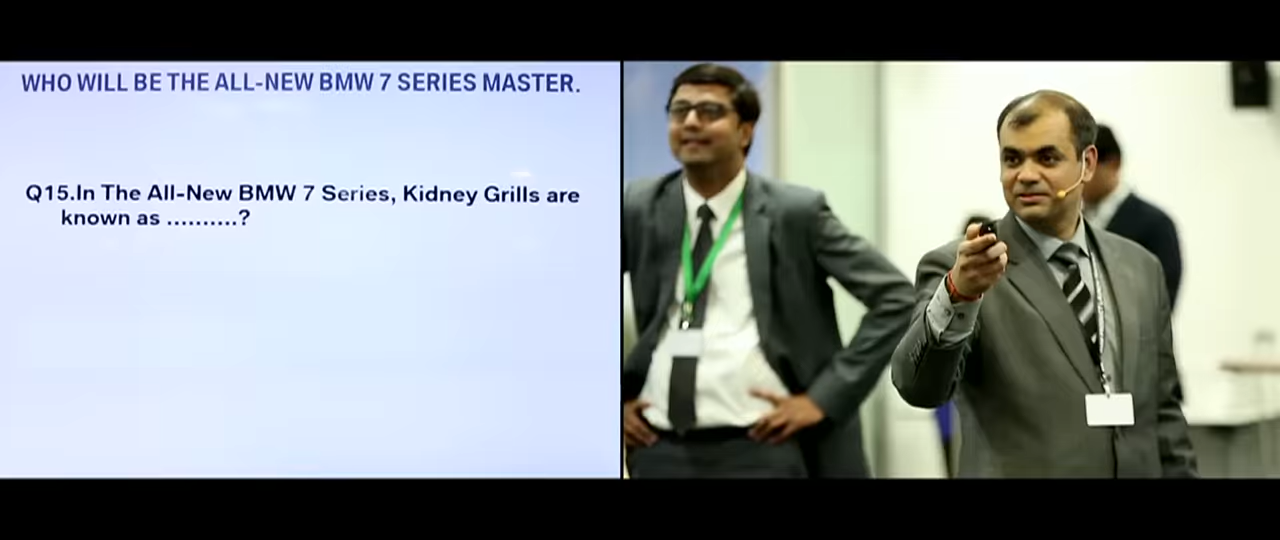 WHO WILL BE THE ALL-NEW BMW 7 SERIES MASTER.
Q15.In The All-New BMW 7 Series, Kidney Grills are
known as ..........?